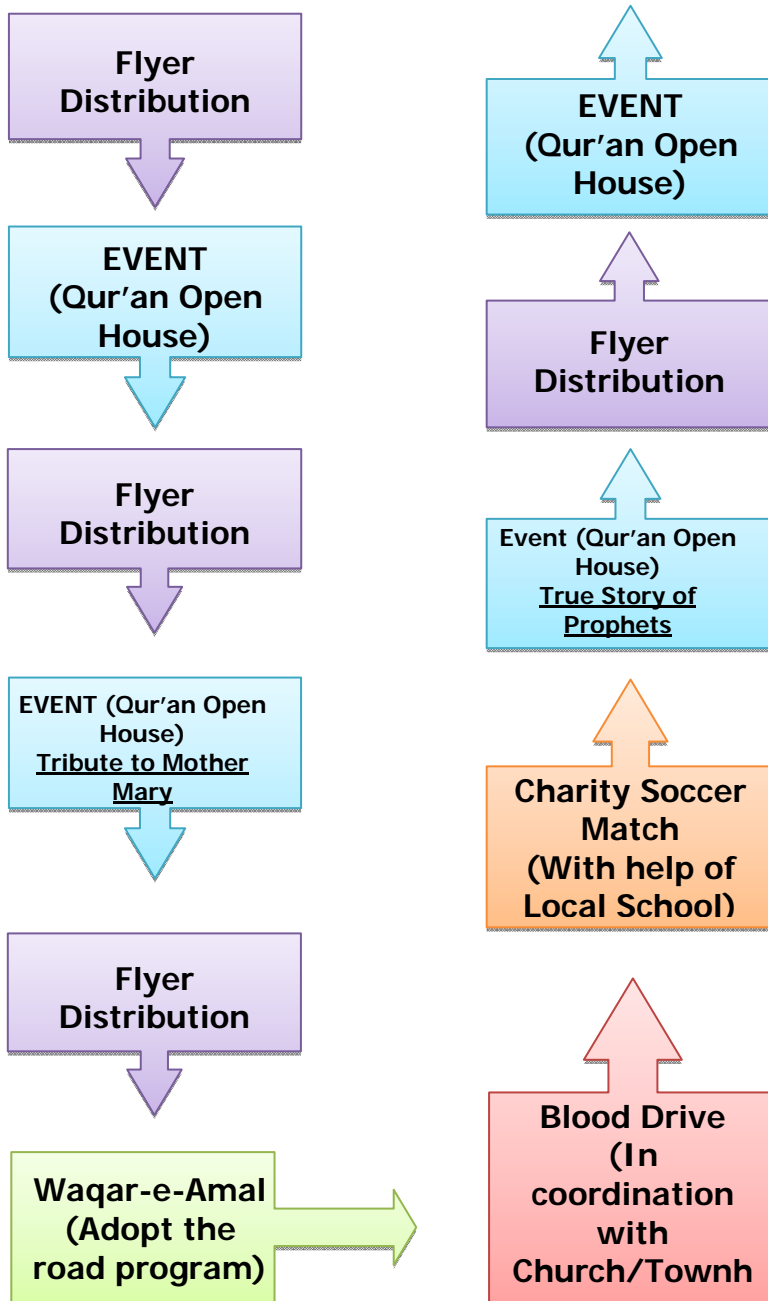 Flyer
Distribution
EVENT
(Qur'an Open
House)
Flyer
Distribution
EVENT (Qur'an Open
House)
Tribute to Mother
Mary
Flyer
Distribution
Waqar-e-Amal
(Adopt the
road program)
EVENT
(Qur'an Open
House)
Flyer
Distribution
Event (Qur'an Open
House)
True Story of
Prophets
Charity Soccer
Match
(With help of
Local School)
Blood Drive
(In
coordination
with
Church/Townh